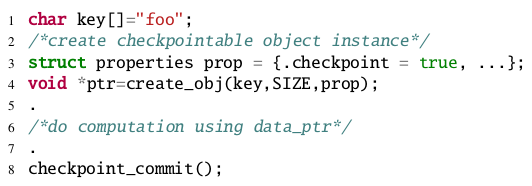 1 char key[]="foo";
2 /*create checkpointable object instance*/
3 struct properties prop = {.checkpoint = true, ...};
4 void *ptr=create_obj(key,SIZE,prop);
5 .
6 /*do computation using data_ptr*/
7 .
8 checkpoint_commit();